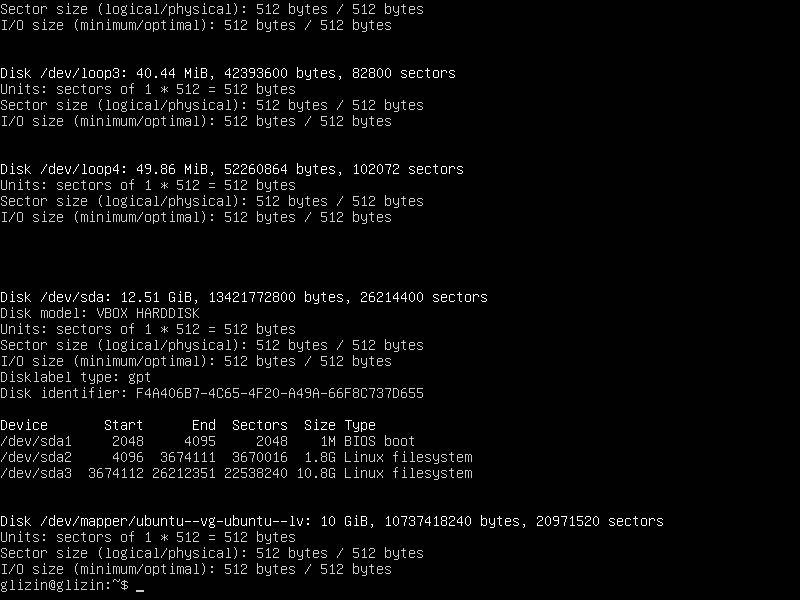 Sector size (logical/physical): 512 bytes / 512 bytes
I/O size (minimum/optimal): 512 bytes / 512 bytes
Disk /dev/loop3: 40.44 MiB, 42393600 bytes, 82800 sectors
Units: sectors of 1 * 512 = 512 bytes
Sector size (logical/physical): 512 bytes / 512 bytes
I/O size (minimum/optimal): 512 bytes / 512 bytes
Disk /dev/loop4: 49.86 MiB, 52260864 bytes, 102072 sectors
Units: sectors of 1 * 512 = 512 bytes
Sector size (logical/physical): 512 bytes / 512 bytes
I/O size (minimum/optimal): 512 bytes / 512 bytes
Disk /dev/sda: 12.51 GiB, 13421772800 bytes, 26214400 sectors
Disk model: VBOX HARDDISK
Units: sectors of 1 * 512 = 512 bytes
Sector size (logical/physical): 512 bytes / 512 bytes
I/O size (minimum/optimal): 512 bytes / 512 bytes
Disklabel type: gpt
Disk identifier: F4A406B7-4C65-4F20-A49A-66F8C737D655
Device       Start      End  Sectors  Size Type
/dev/sda1     2048     4095     2048    1M BIOS boot
/dev/sda2     4096  3674111  3670016  1.8G Linux filesystem
/dev/sda3  3674112 26212351 22538240 10.8G Linux filesystem
Disk /dev/mapper/ubuntu--vg-ubuntu--lv: 10 GiB, 10737418240 bytes, 20971520 sectors
Units: sectors of 1 * 512 = 512 bytes
Sector size (logical/physical): 512 bytes / 512 bytes
I/O size (minimum/optimal): 512 bytes / 512 bytes
glizin@glizin:~$ _